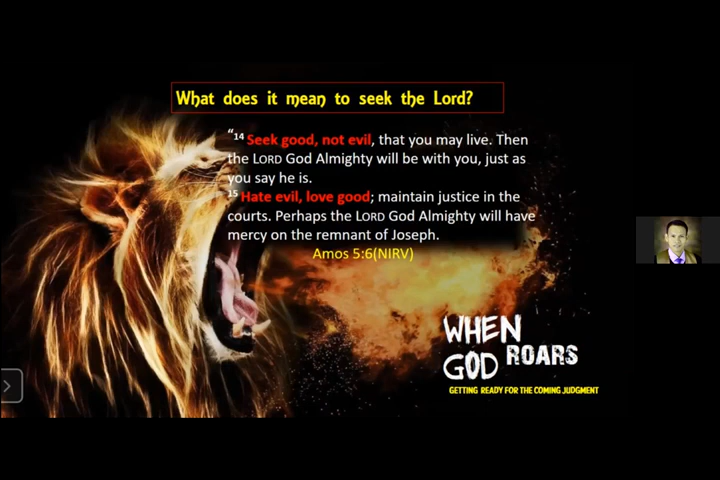 What does it mean to seek the Lord?
“14 Seek good, not evil, that you may live. Then
the LORD God Almighty will be with you, just as
you say he is.
15 Hate evil, love good; maintain justice in the
courts. Perhaps the LORD God Almighty will have
mercy on the remnant of Joseph.
Amos 5:6(NIRV)
WHEN
GOD ROARS
GETTING READY FOR THE COMING JUDGMENT